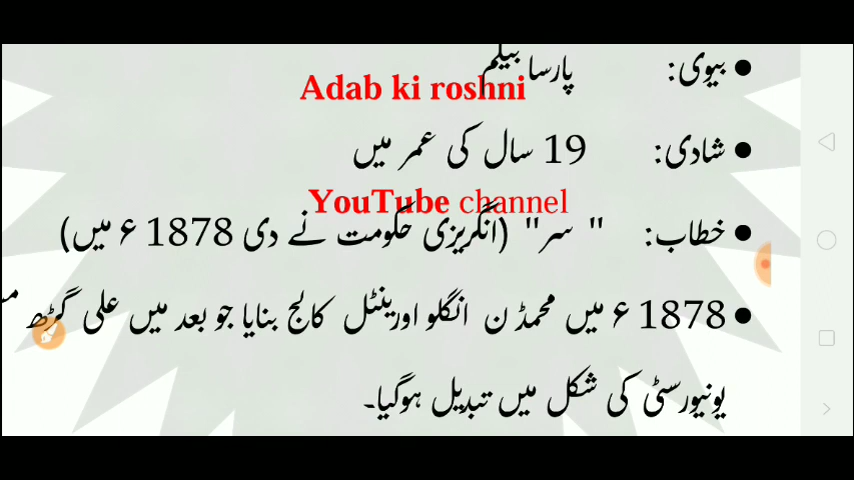 بیوی: پارسا بیگم
Adab ki roshni
شادی: 19 سال کی عمر میں
YouTube channel
خطاب: " سر" (انگریزی حکومت نے دی 1878 ء میں)
1878 ء میں محمڈ ن انگلو اورینٹل کالج بنایا جو بعد میں علی گڑھ
یونیورسٹی کی شکل میں تبدیل ہوگیا۔